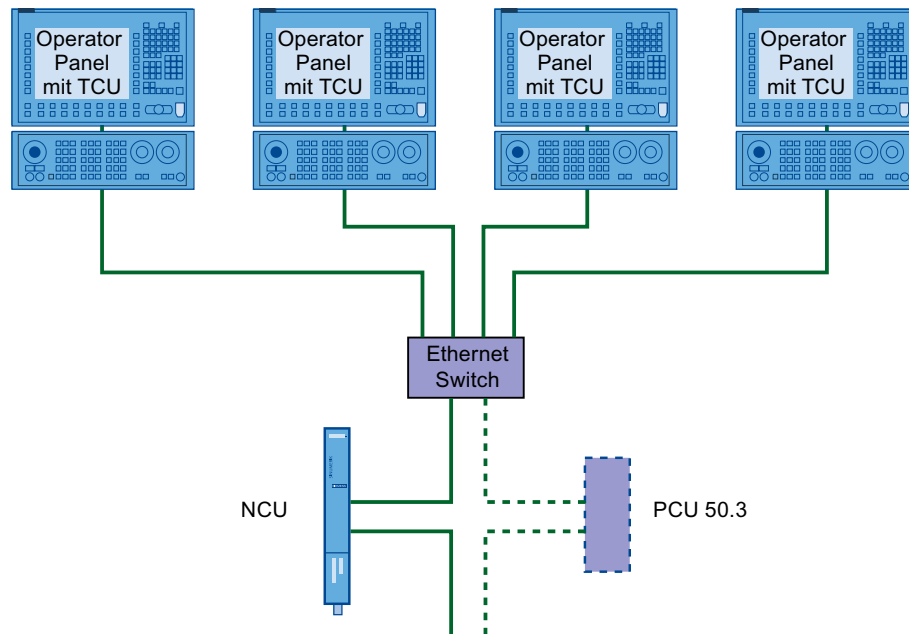 Operator
Panel
mit TCU
Operator
Panel
mit TCU
Operator
Panel
mit TCU
Operator
Panel
mit TCU
Ethernet
Switch
NCU
PCU 50.3